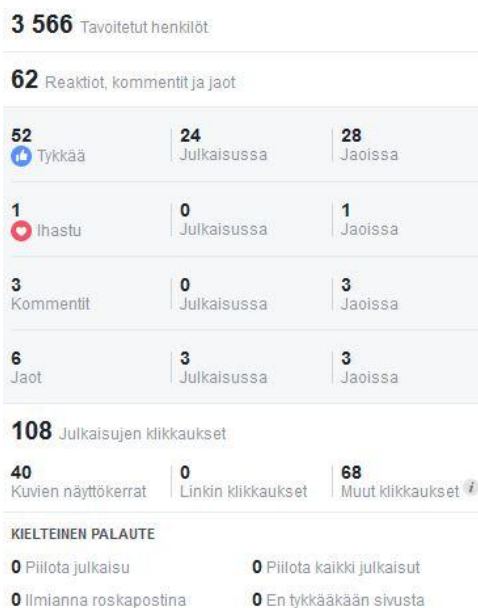 3 566 Tavoitetut henkilöt
62 Reaktiot, kommentit ja jaot
52 24 28
Tykkää Julkaisussa Jaoissa
1 0 1
Ihastu Julkaisussa Jaoissa
3 0 3
Kommentit Julkaisussa Jaoissa
6 3 3
Jaot Julkaisussa Jaoissa
108 Julkaisujen klikkaukset
40 0 68
Kuvien näyttökerrat Linkin klikkaukset Muut klikkaukset i
KIELTEINEN PALAUTE
0 Piilota julkaisu 0 Piilota kaikki julkaisut
0 Ilmianna roskapostina 0 En tykkääkään sivusta